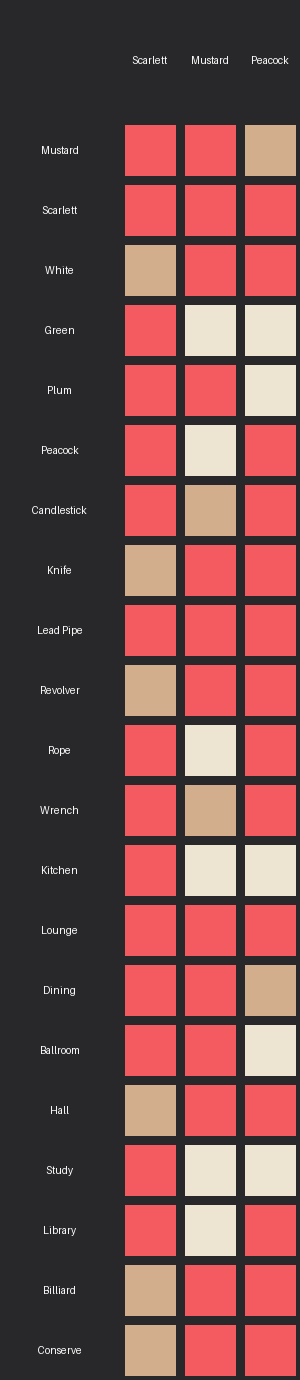 Scarlett Mustard Peacock
Mustard
Scarlett
White
Green
Plum
Peacock
Candlestick
Knife
Lead Pipe
Revolver
Rope
Wrench
Kitchen
Lounge
Dining
Ballroom
Hall
Study
Library
Billiard
Conserve